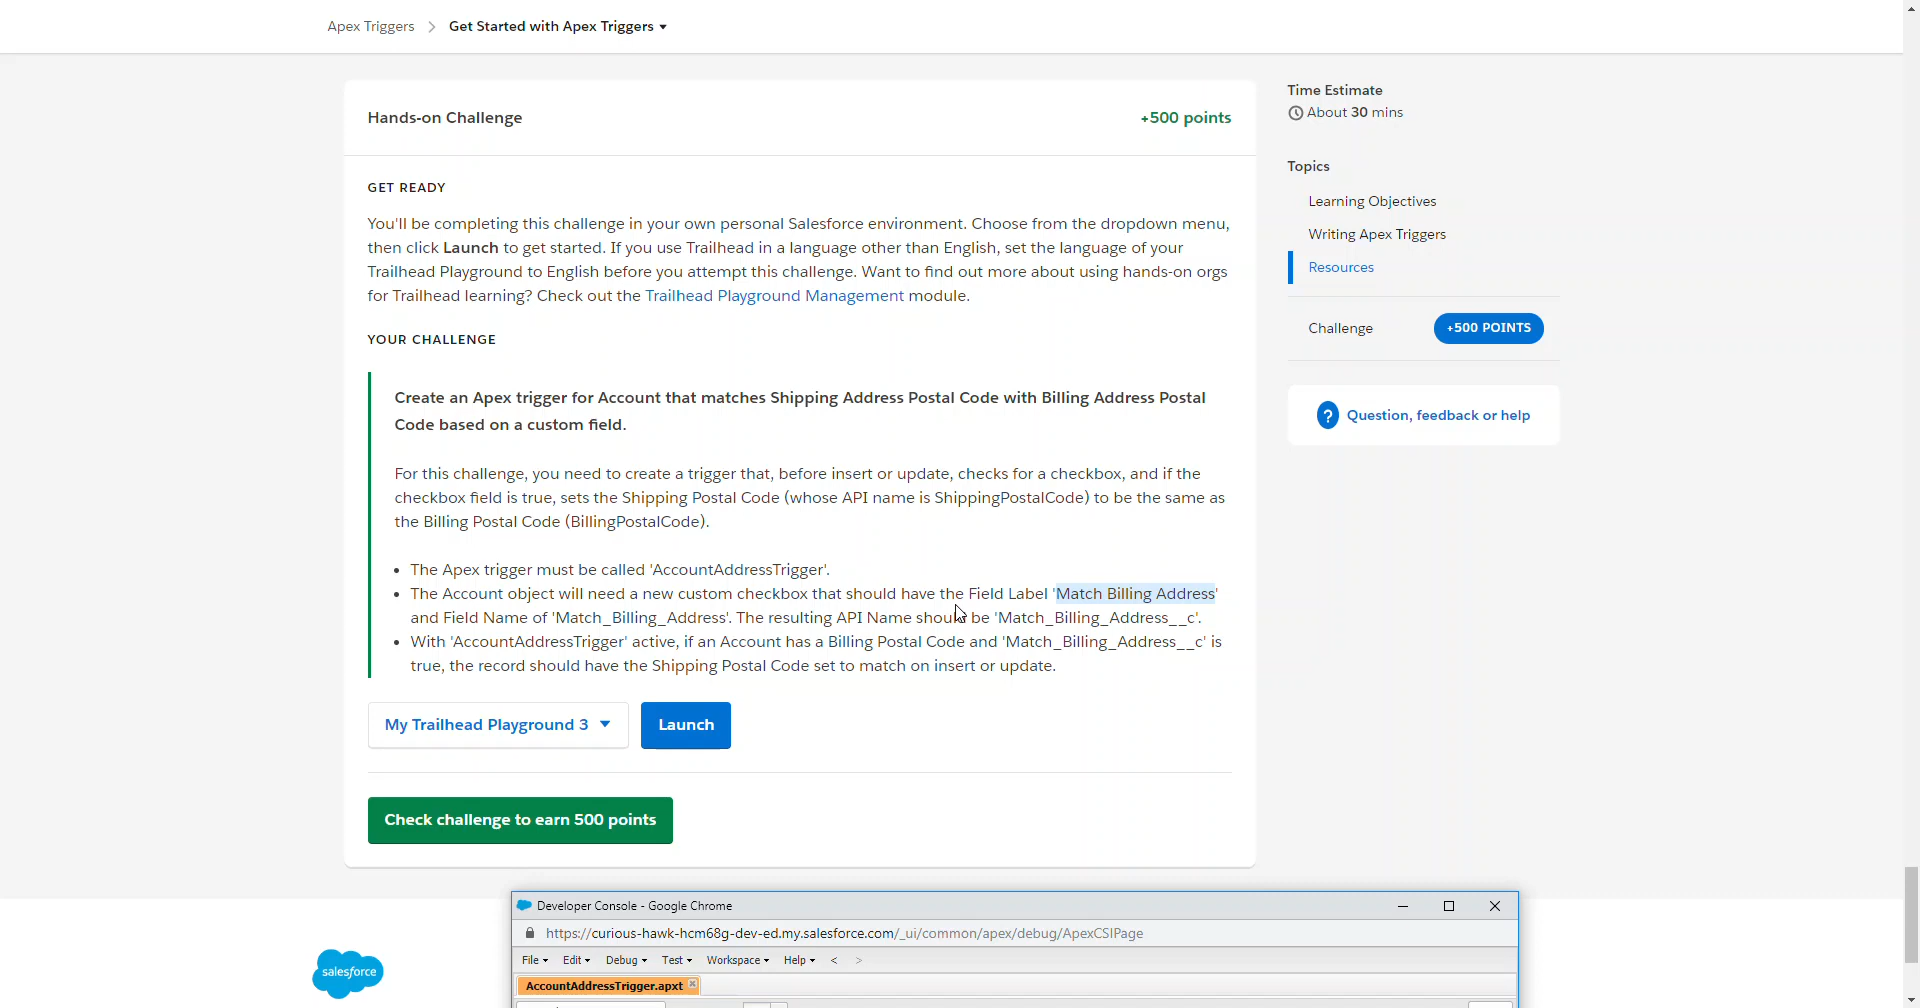 Apex Triggers > Get Started with Apex Triggers
Hands-on Challenge
+500 points
GET READY
You'll be completing this challenge in your own personal Salesforce environment. Choose from the dropdown menu,
then click Launch to get started. If you use Trailhead in a language other than English, set the language of your
Trailhead Playground to English before you attempt this challenge. Want to find out more about using hands-on orgs
for Trailhead learning? Check out the Trailhead Playground Management module.
YOUR CHALLENGE
Create an Apex trigger for Account that matches Shipping Address Postal Code with Billing Address Postal
Code based on a custom field.
For this challenge, you need to create a trigger that, before insert or update, checks for a checkbox, and if the
checkbox field is true, sets the Shipping Postal Code (whose API name is ShippingPostalCode) to be the same as
the Billing Postal Code (BillingPostalCode).
• The Apex trigger must be called 'AccountAddressTrigger'.
• The Account object will need a new custom checkbox that should have the Field Label 'Match Billing Address'
and Field Name of 'Match_Billing_Address'. The resulting API Name should be 'Match_Billing_Address__c'.
• With 'AccountAddressTrigger' active, if an Account has a Billing Postal Code and 'Match_Billing_Address__c' is
true, the record should have the Shipping Postal Code set to match on insert or update.
My Trailhead Playground 3
Launch
Check challenge to earn 500 points
Time Estimate
About 30 mins
Topics
Learning Objectives
Writing Apex Triggers
Resources
Challenge
+500 POINTS
? Question, feedback or help
salesforce
Developer Console - Google Chrome
https://curious-hawk-hcm68g-dev-ed.my.salesforce.com/_ui/common/apex/debug/ApexCSIPage
File Edit Debug Test Workspace Help < >
AccountAddressTrigger.apxt